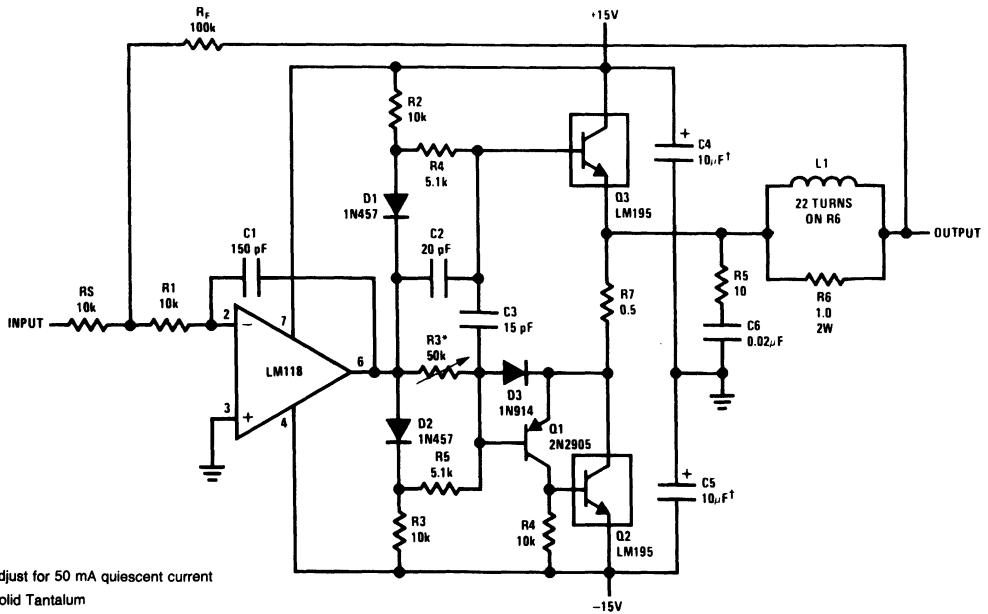 RF
100k
+15V
R2
10k
R4
5.1k
D1
1N457
Q3
LM195
+
C4
10μF†
L1
22 TURNS
ON R6
OUTPUT
C1
150 pF
C2
20 pF
RS
10k
R1
10k
INPUT
2
−
7
C3
15 pF
R7
0.5
R5
10
R6
1.0
2W
C6
0.02μF
LM118
6
R3*
50k
3
+
4
D3
1N914
D2
1N457
Q1
2N2905
R5
5.1k
+
C5
10μF†
R3
10k
R4
10k
Q2
LM195
−15V
djust for 50 mA quiescent current
olid Tantalum